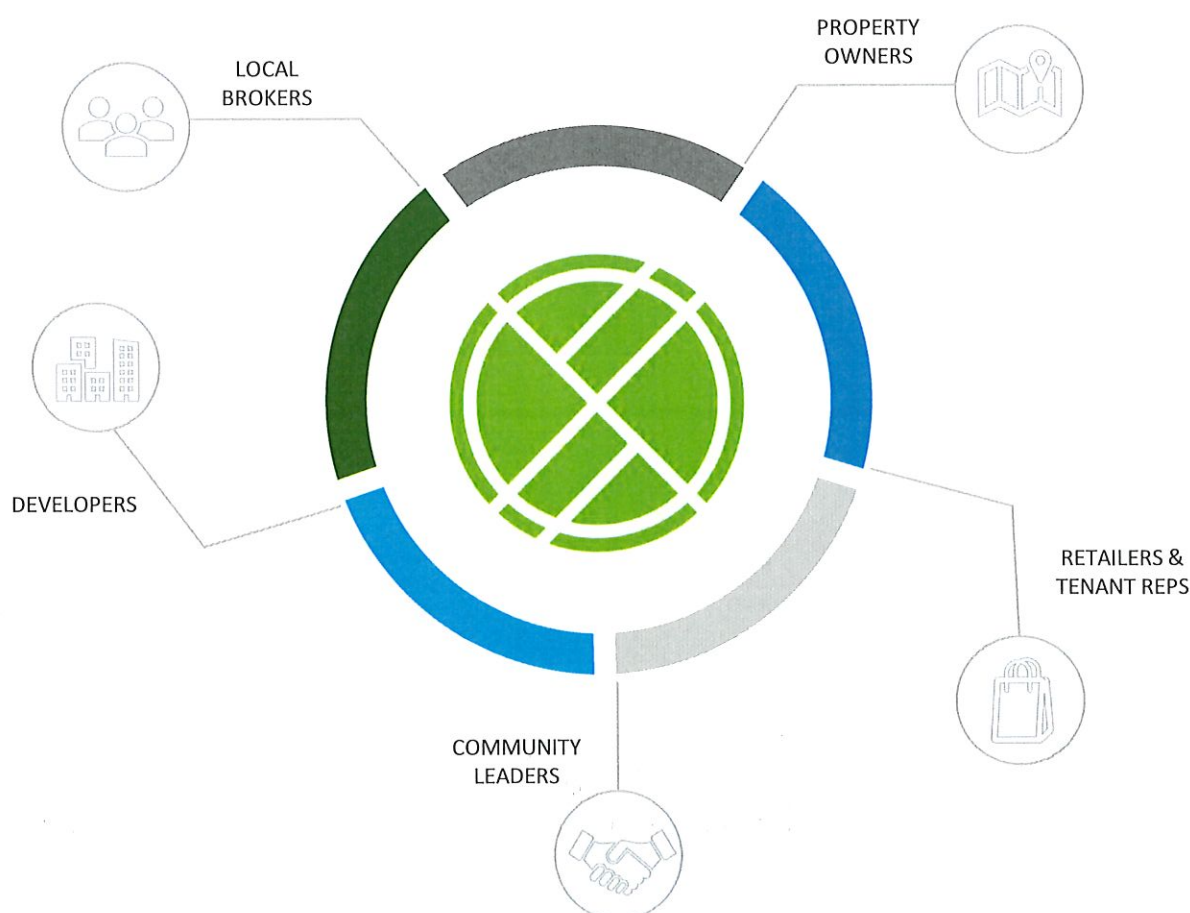 PROPERTY
OWNERS
LOCAL
BROKERS
DEVELOPERS
RETAILERS &
TENANT REPS
COMMUNITY
LEADERS